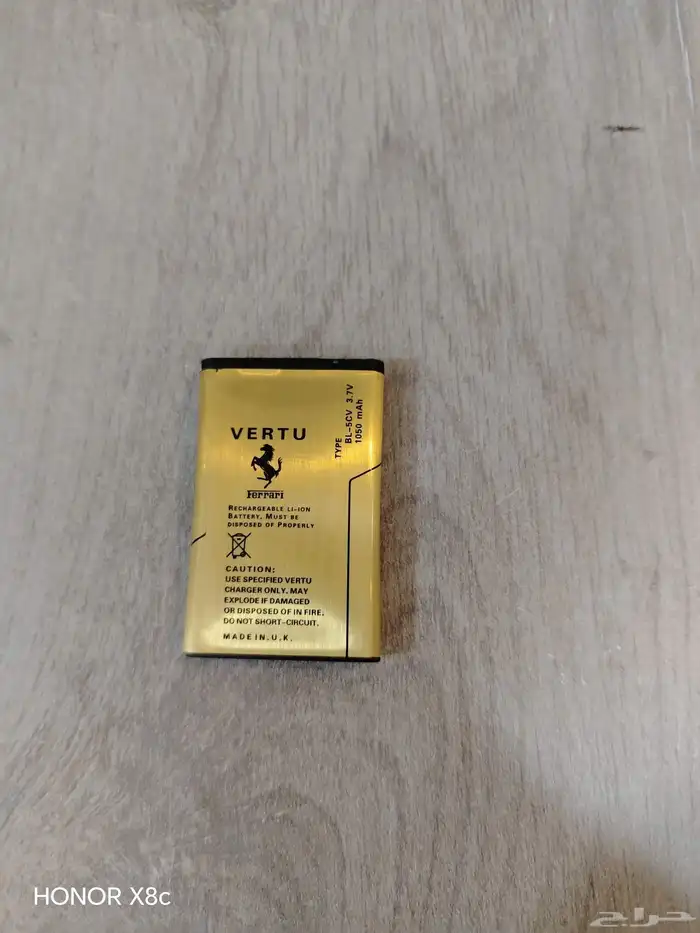 VERTU
Ferrari
RECHARGEABLE LI-ION
BATTERY. MUST BE
DISPOSED OF PROPERLY
CAUTION:
USE SPECIFIED VERTU
CHARGER ONLY. MAY
EXPLODE IF DAMAGED
OR DISPOSED OF IN FIRE.
DO NOT SHORT-CIRCUIT.
MADE IN . U . K .
TYPE
BL-5CV 3.7V
1050 mAh
HONOR X8c
حراج